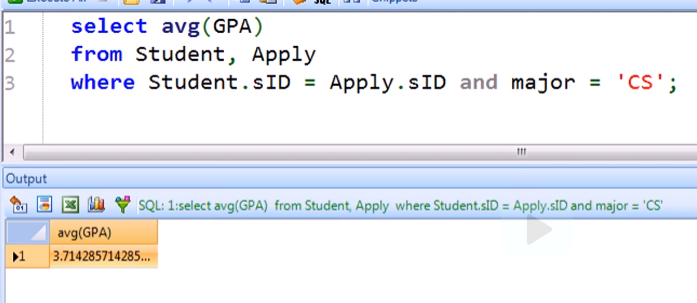 1 select avg(GPA)
2 from Student, Apply
3 where Student.sID = Apply.sID and major = 'CS';
Output
SQL: 1:select avg(GPA) from Student, Apply where Student.sID = Apply.sID and major = 'CS'
avg(GPA)
1 3.714285714285...